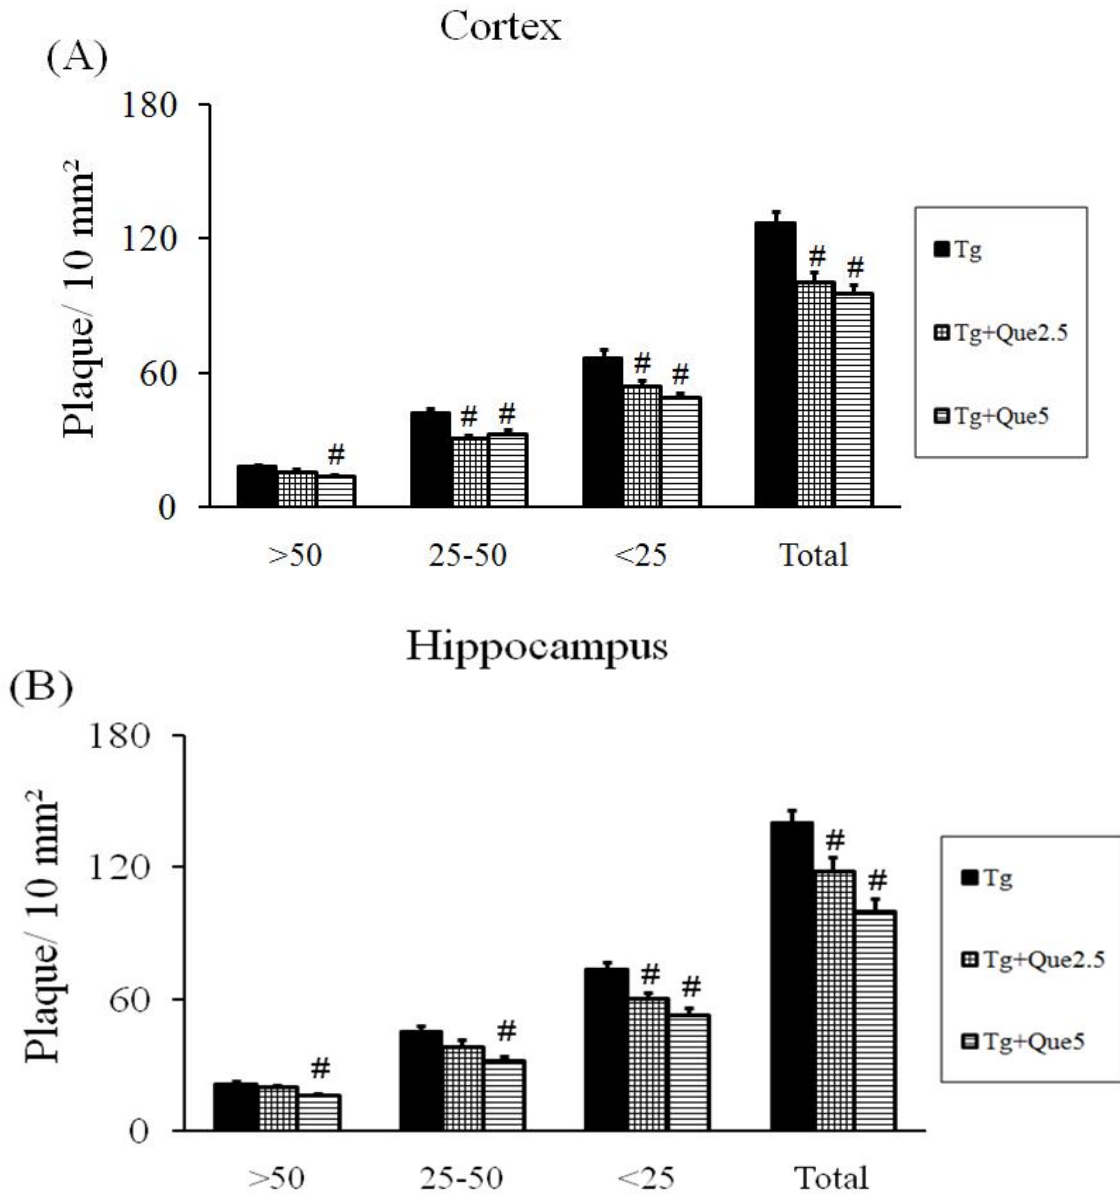 Cortex
(A)
180
120
60
0
Plaque/ 10 mm²
#
# #
# #
# #
>50 25-50 <25 Total
Tg
Tg+Que2.5
Tg+Que5
Hippocampus
(B)
180
120
60
0
Plaque/ 10 mm²
#
#
# #
# #
>50 25-50 <25 Total
Tg
Tg+Que2.5
Tg+Que5